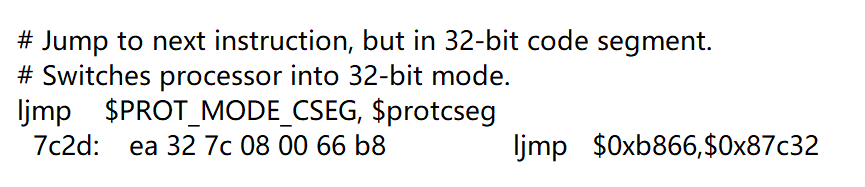 # Jump to next instruction, but in 32-bit code segment.
# Switches processor into 32-bit mode.
ljmp $PROT_MODE_CSEG, $protcseg
7c2d: ea 32 7c 08 00 66 b8 ljmp $0xb866,$0x87c32